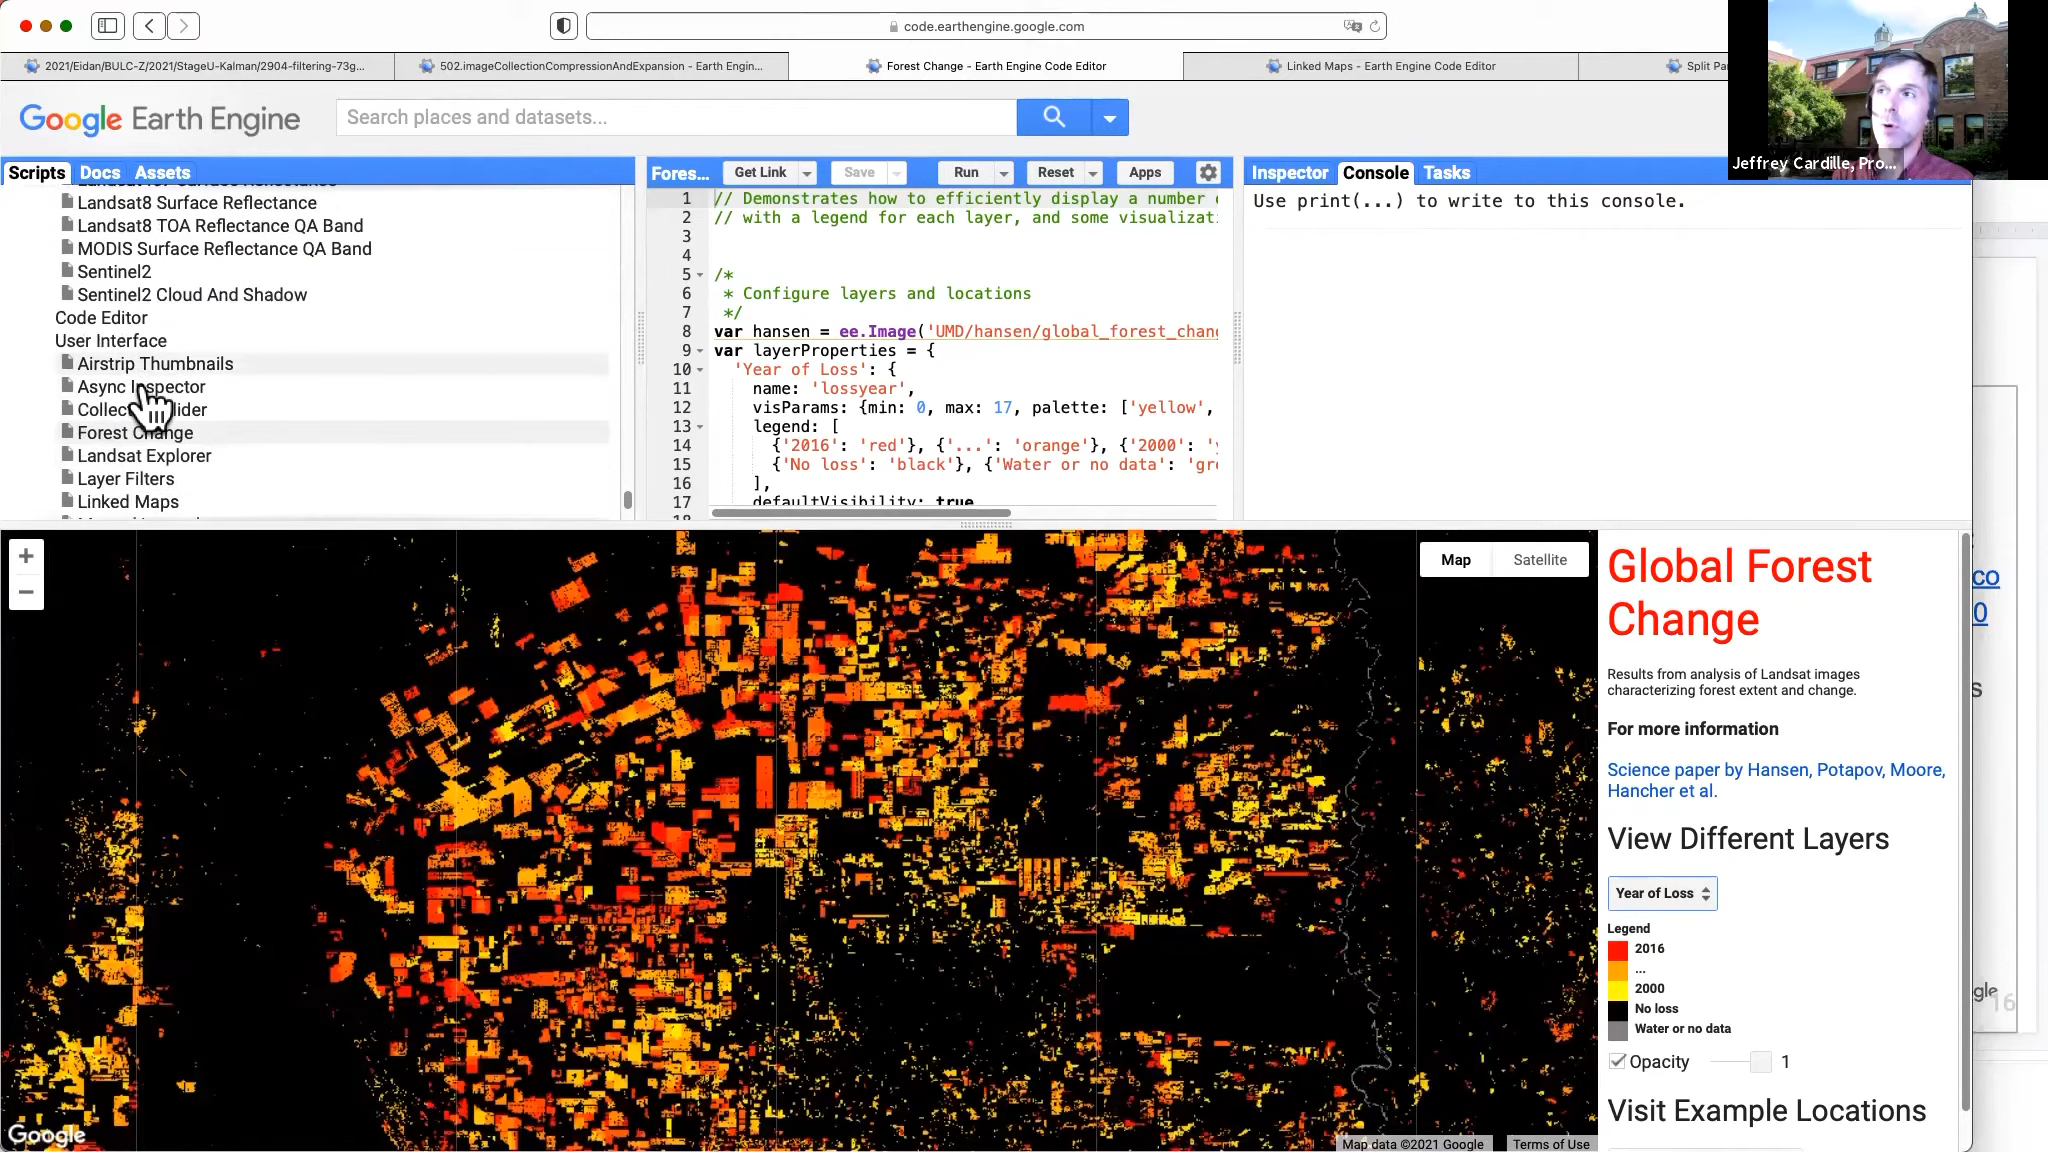 code.earthengine.google.com
2021/Eidan/BULC-Z/2021/StageU-Kalman/2904-filtering-73g...
502.imageCollectionCompressionAndExpansion - Earth Engin...
Forest Change - Earth Engine Code Editor
Linked Maps - Earth Engine Code Editor
Split Pa
Jeffrey Cardille, Pro...
Google Earth Engine
Search places and datasets...
Scripts Docs Assets
Landsat8 Surface Reflectance
Landsat8 TOA Reflectance QA Band
MODIS Surface Reflectance QA Band
Sentinel2
Sentinel2 Cloud And Shadow
Code Editor
User Interface
Airstrip Thumbnails
Async Inspector
Collec ider
Forest Change
Landsat Explorer
Layer Filters
Linked Maps
Fores... Get Link Save Run Reset Apps
1 // Demonstrates how to efficiently display a number
2 // with a legend for each layer, and some visualizat
3
4
5 /*
6 * Configure layers and locations
7 */
8 var hansen = ee.Image('UMD/hansen/global_forest_chan
9 var layerProperties = {
10 'Year of Loss': {
11 name: 'lossyear',
12 visParams: {min: 0, max: 17, palette: ['yellow',
13 legend: [
14 {'2016': 'red'}, {'...': 'orange'}, {'2000': 'y
15 {'No loss': 'black'}, {'Water or no data': 'gre
16 ],
17 defaultVisibility: true
18
Inspector Console Tasks
Use print(...) to write to this console.
+
−
Map Satellite
Google
Map data ©2021 Google Terms of Use
Global Forest
Change
Results from analysis of Landsat images
characterizing forest extent and change.
For more information
Science paper by Hansen, Potapov, Moore,
Hancher et al.
View Different Layers
Year of Loss
Legend
2016
...
2000
No loss
Water or no data
Opacity 1
Visit Example Locations
co
0
s
gle
16